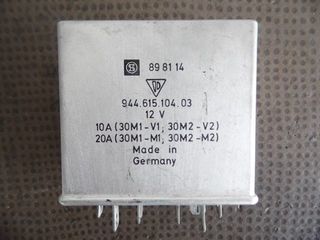 89 81 14
944.615.104.03
12 V
10A (30M1-V1; 30M2-V2)
20A (30M1-M1; 30M2-M2)
Made in
Germany